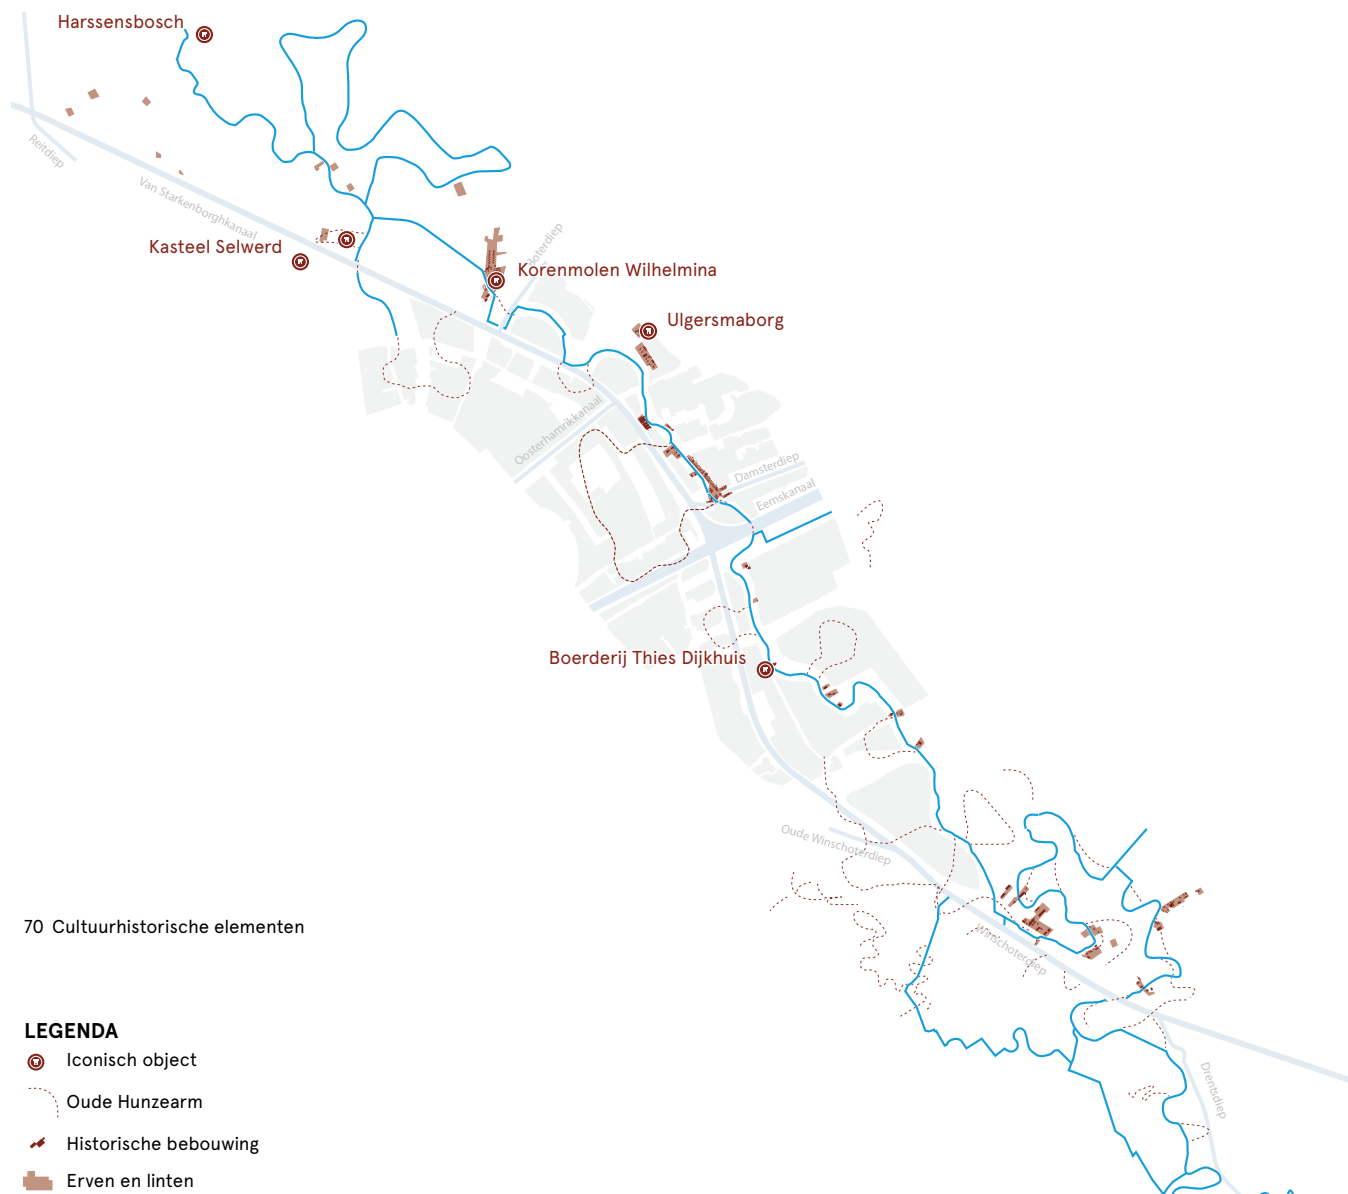 Harssensbosch
Reitdiep
Van Starkenborghkanaal
Kasteel Selwerd
Boterdiep
Korenmolen Wilhelmina
Ulgersmaborg
Oosterhamrikkanaal
Damsterdiep
Eemskanaal
Boerderij Thies Dijkhuis
Oude Winschoterdiep
Winschoterdiep
Drentsdiep
70 Cultuurhistorische elementen
LEGENDA
Iconisch object
Oude Hunzearm
Historische bebouwing
Erven en linten